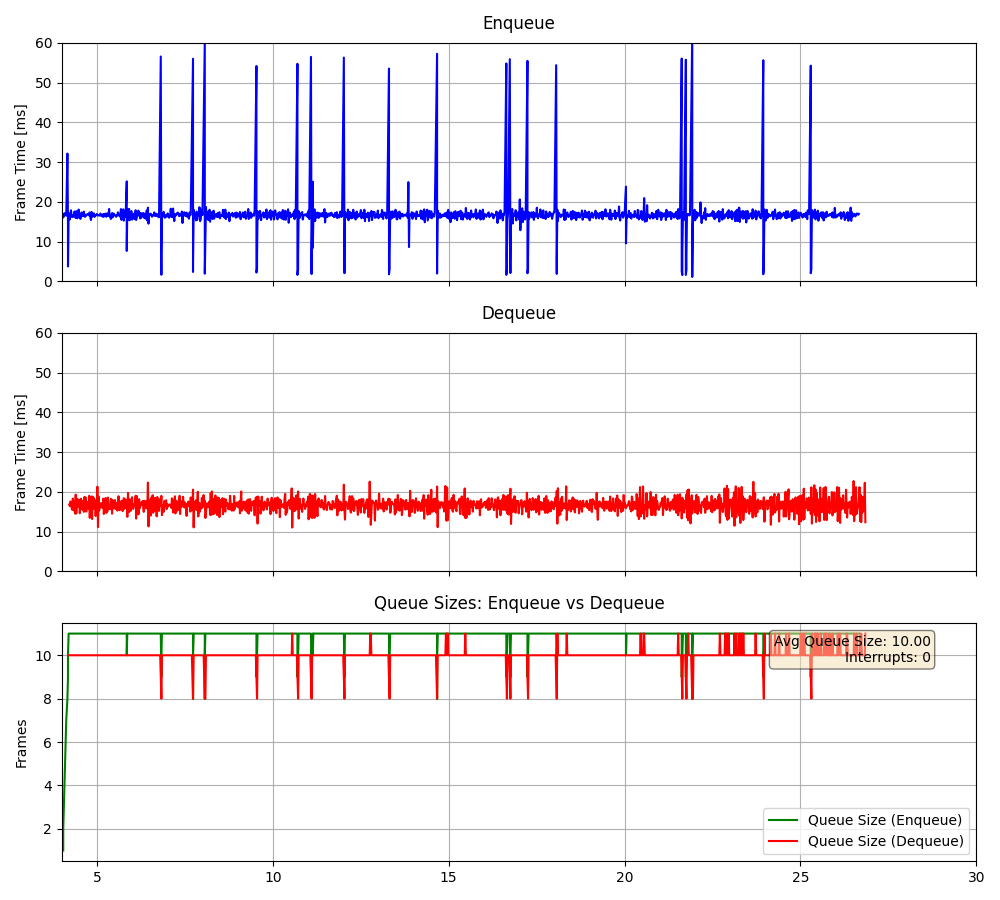 Enqueue
60
50
40
30
20
10
0
Frame Time [ms]
Dequeue
60
50
40
30
20
10
0
Frame Time [ms]
Queue Sizes: Enqueue vs Dequeue
10
8
6
4
2
Frames
Avg Queue Size: 10.00
Interrupts: 0
Queue Size (Enqueue)
Queue Size (Dequeue)
5 10 15 20 25 30